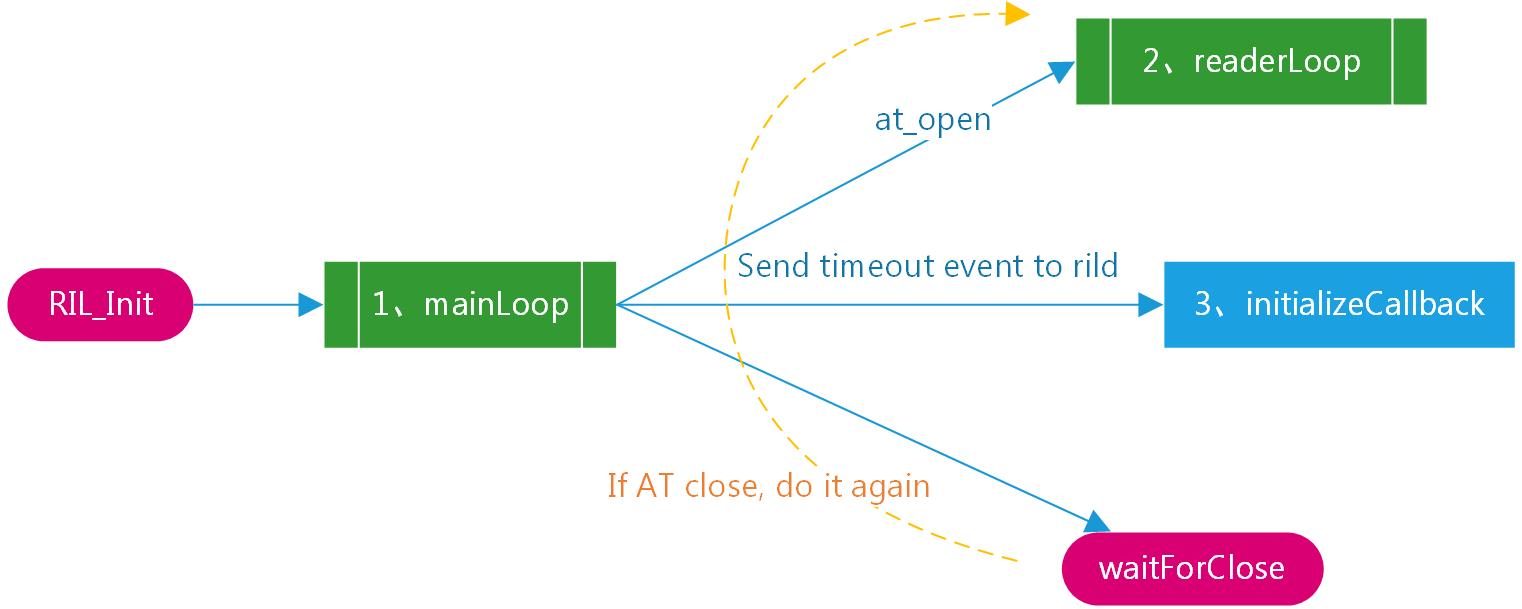 2、readerLoop
at_open
Send timeout event to rild
RIL_Init
1、mainLoop
3、initializeCallback
If AT close, do it again
waitForClose